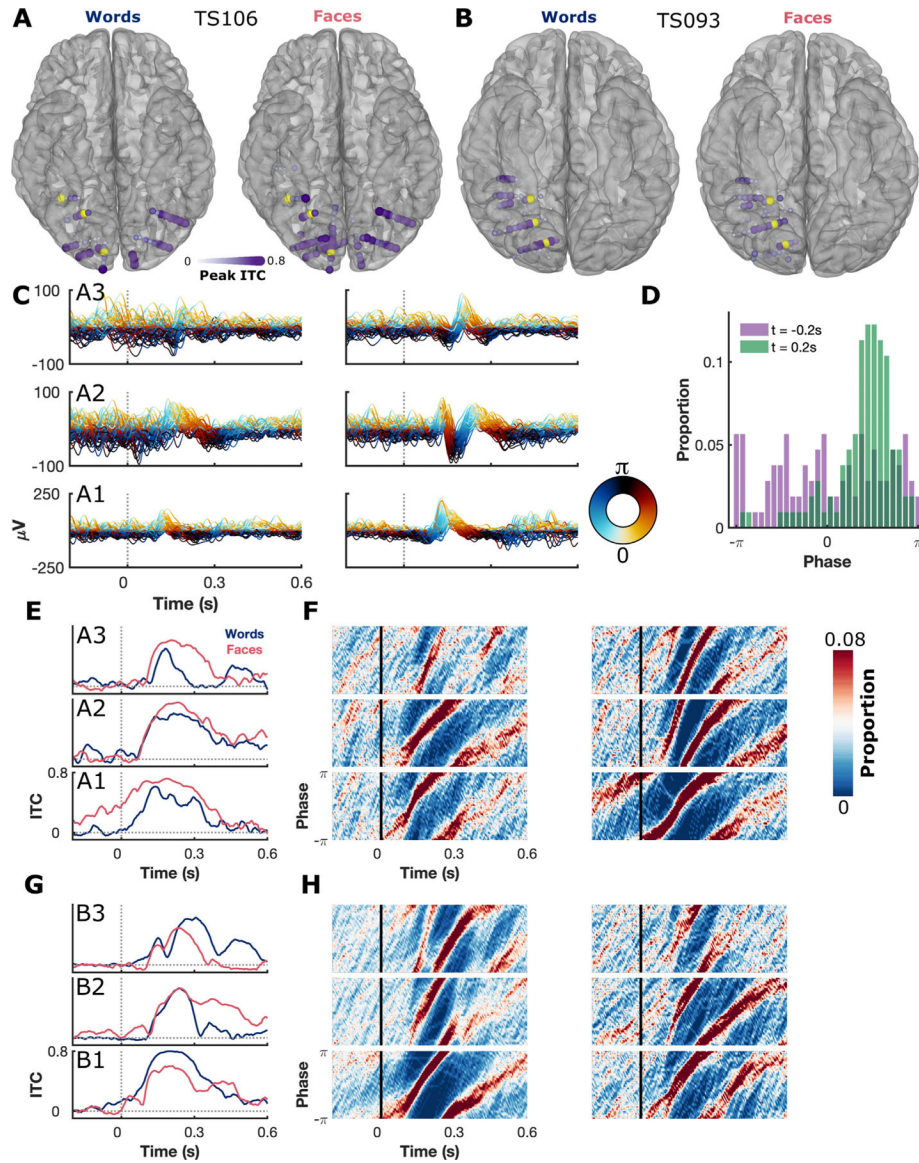 A Words TS106 Faces B Words TS093 Faces
0 0.8
Peak ITC
C A3 D
100
-100
A2
100
-100
A1
250
μV
-250
0 0.3 0.6
Time (s)
π
0
t = -0.2s
t = 0.2s
Proportion
0.1
0.05
0
-π 0 π
Phase
E F
A3 Words
Faces
A2
A1
ITC
0.8
0
0 0.3 0.6
Time (s)
Phase
π
-π
0 0.3 0.6
Time (s)
0.08
Proportion
0
G H
B3
B2
B1
ITC
0.8
0
0 0.3 0.6
Time (s)
Phase
π
-π
0 0.3 0.6
Time (s)